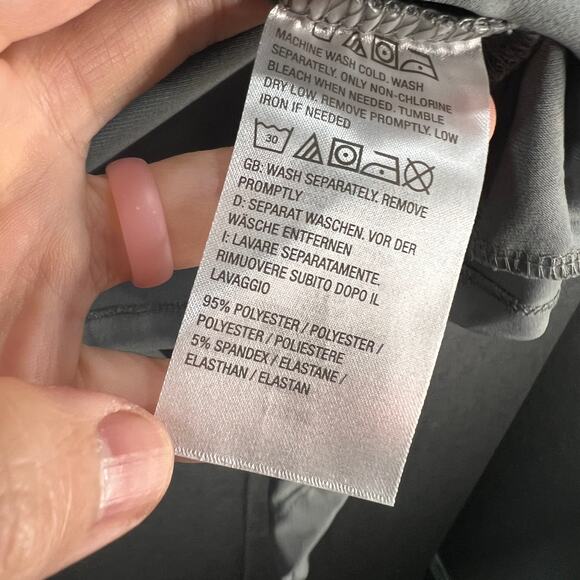 MACHINE WASH COLD. WASH
SEPARATELY. ONLY NON-CHLORINE
BLEACH WHEN NEEDED. TUMBLE
DRY LOW. REMOVE PROMPTLY. LOW
IRON IF NEEDED
30
GB: WASH SEPARATELY. REMOVE
PROMPTLY
D: SEPARAT WASCHEN. VOR DER
WÄSCHE ENTFERNEN
I: LAVARE SEPARATAMENTE.
RIMUOVERE SUBITO DOPO IL
LAVAGGIO
95% POLYESTER / POLYESTER /
POLYESTER / POLIESTERE
5% SPANDEX / ELASTANE /
ELASTHAN / ELASTAN